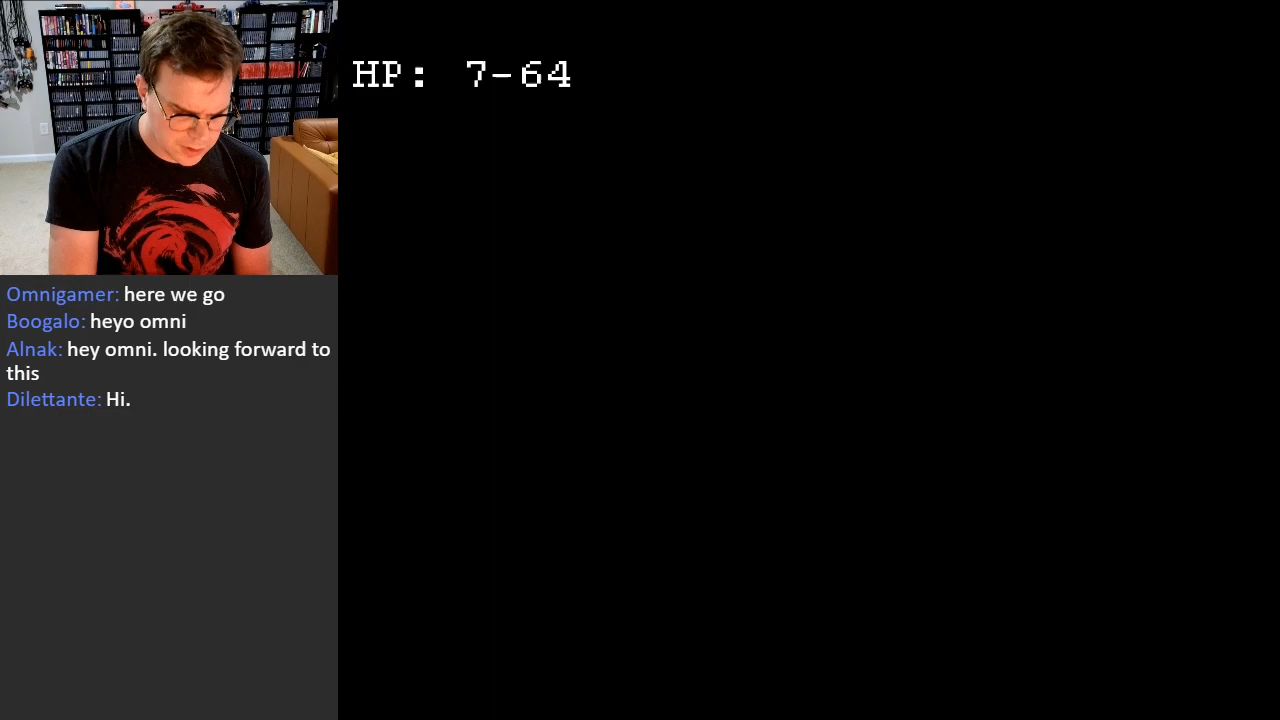 HP: 7-64
Omnigamer: here we go
Boogalo: heyo omni
Alnak: hey omni. looking forward to
this
Dilettante: Hi.